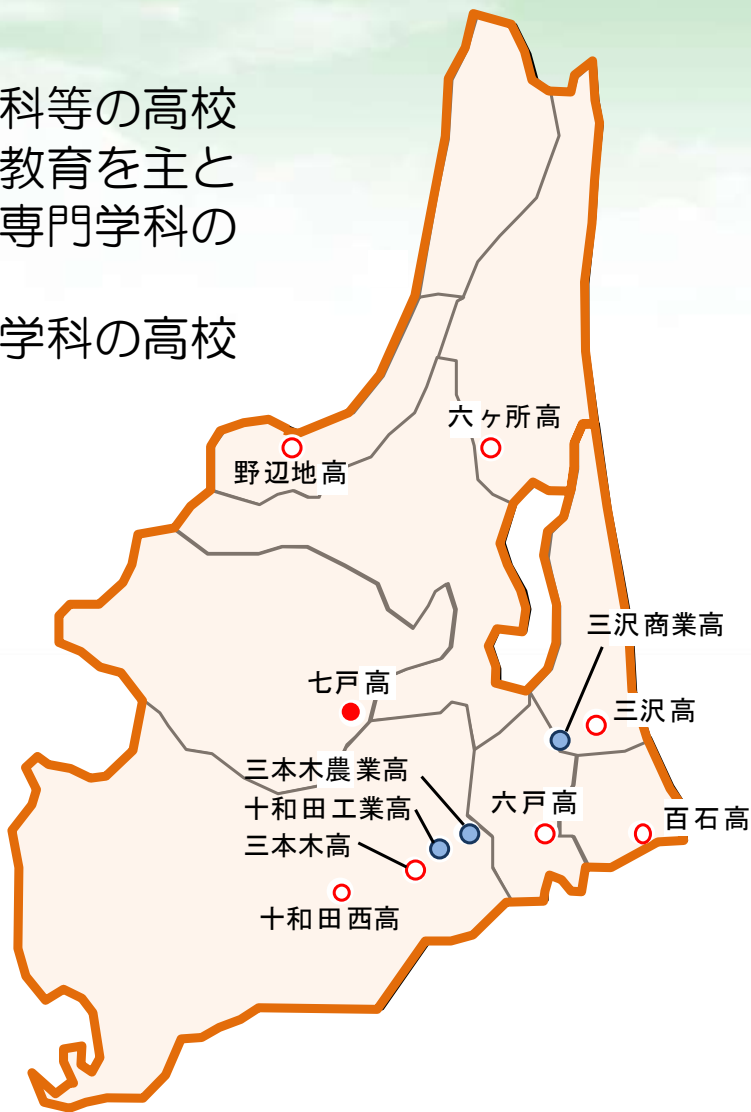 科等の高校
教育を主と
専門学科の
学科の高校
六ヶ所高
野辺地高
三沢商業高
七戸高
三沢高
三本木農業高
十和田工業高
六戸高
百石高
三本木高
十和田西高